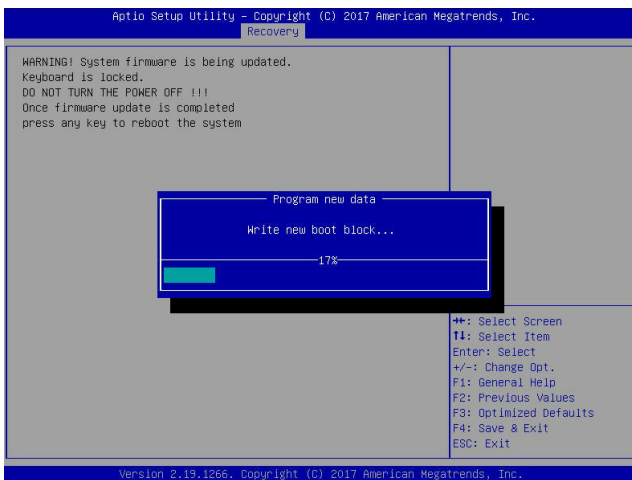 Aptio Setup Utility – Copyright (C) 2017 American Megatrends, Inc.
Recovery
WARNING! System firmware is being updated.
Keyboard is locked.
DO NOT TURN THE POWER OFF !!!
Once firmware update is completed
press any key to reboot the system
Program new data
Write new boot block...
17%
→←: Select Screen
↑↓: Select Item
Enter: Select
+/-: Change Opt.
F1: General Help
F2: Previous Values
F3: Optimized Defaults
F4: Save & Exit
ESC: Exit
Version 2.19.1266. Copyright (C) 2017 American Megatrends, Inc.